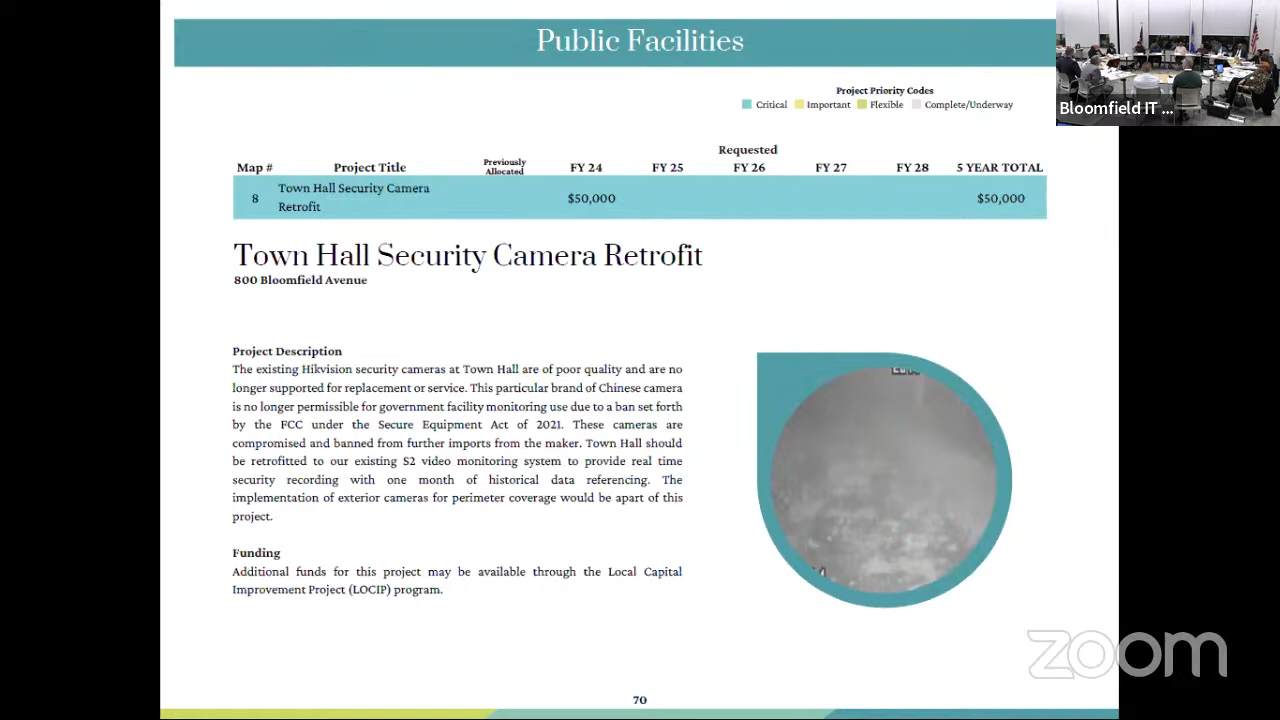 Public Facilities
Bloomfield IT ...
Project Priority Codes
Critical Important Flexible Complete/Underway
Requested
Map # Project Title Previously Allocated FY 24 FY 25 FY 26 FY 27 FY 28 5 YEAR TOTAL
8 Town Hall Security Camera Retrofit $50,000 $50,000
Town Hall Security Camera Retrofit
800 Bloomfield Avenue
Project Description
The existing Hikvision security cameras at Town Hall are of poor quality and are no
longer supported for replacement or service. This particular brand of Chinese camera
is no longer permissible for government facility monitoring use due to a ban set forth
by the FCC under the Secure Equipment Act of 2021. These cameras are
compromised and banned from further imports from the maker. Town Hall should
be retrofitted to our existing S2 video monitoring system to provide real time
security recording with one month of historical data referencing. The
implementation of exterior cameras for perimeter coverage would be apart of this
project.
Funding
Additional funds for this project may be available through the Local Capital
Improvement Project (LOCIP) program.
zoom
70